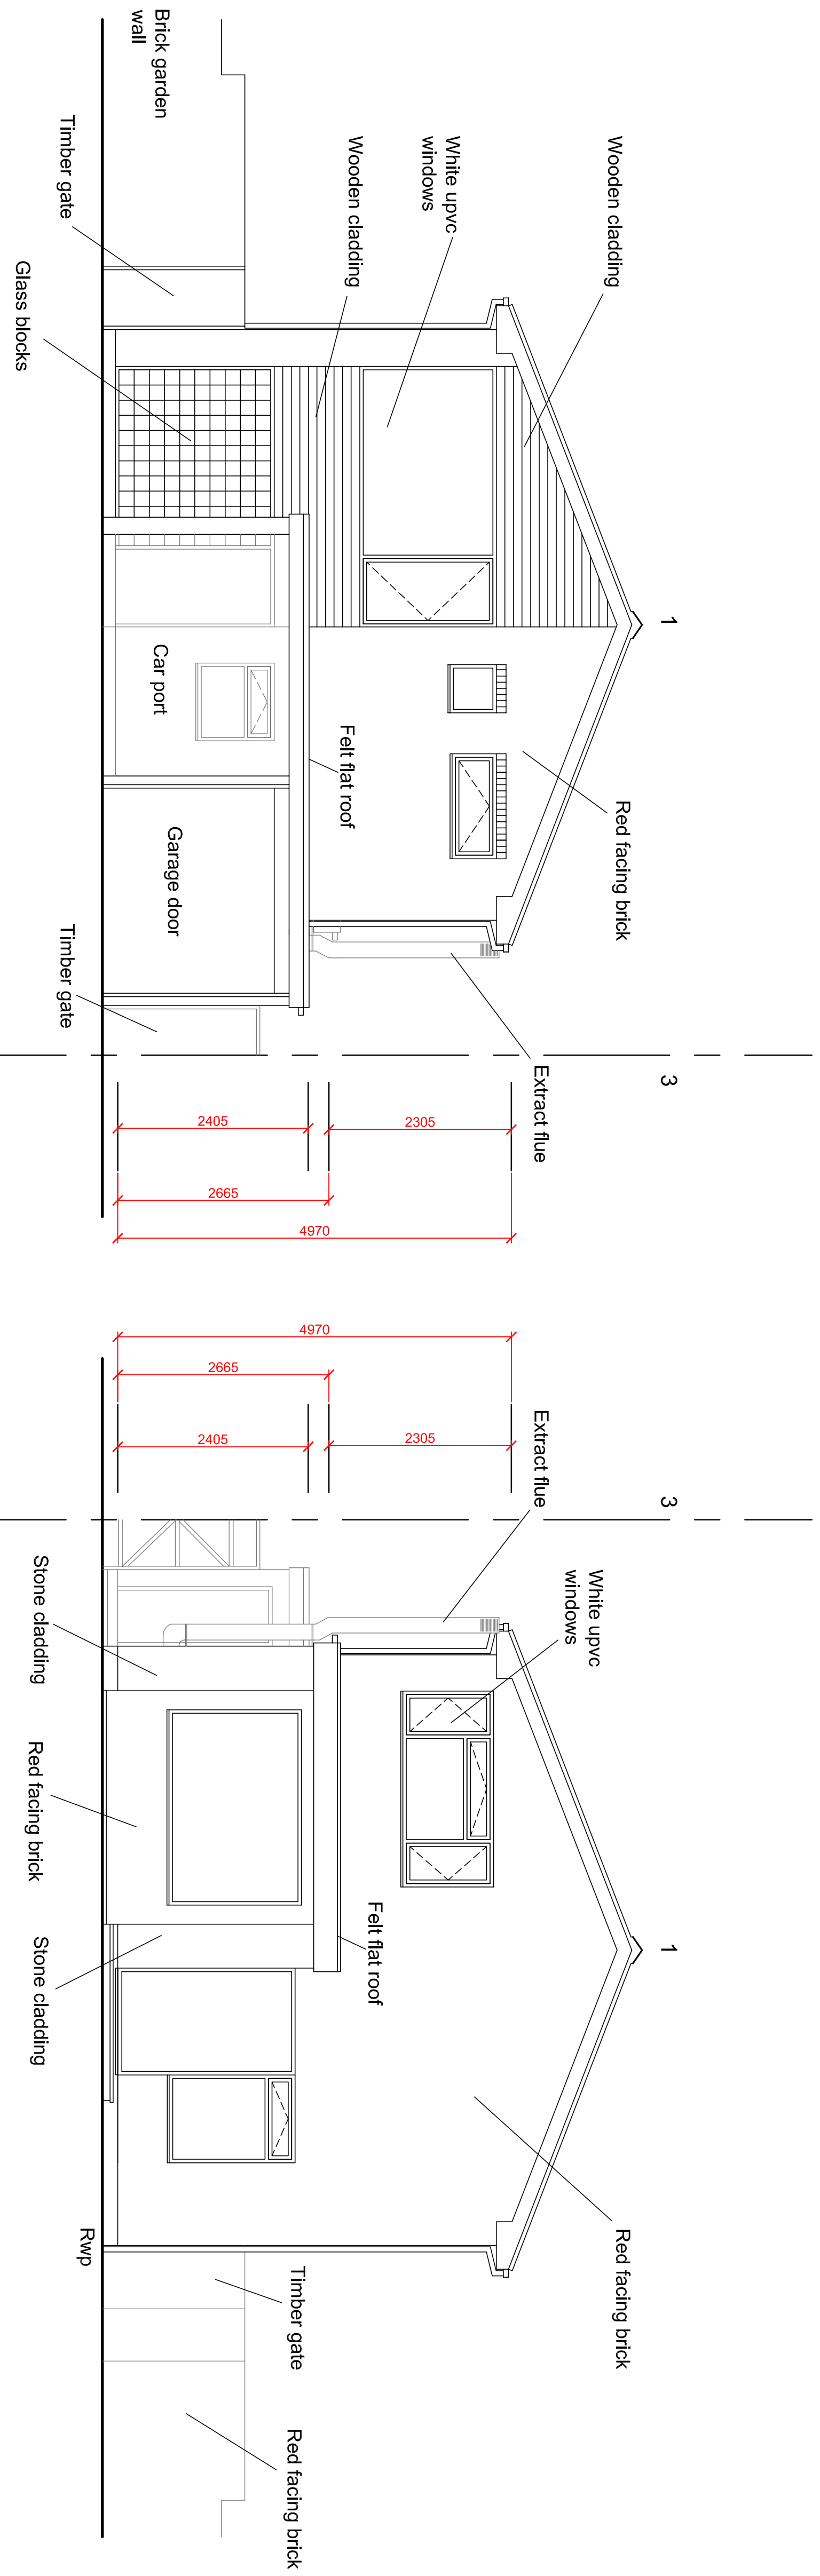 1
3
Wooden cladding
Red facing brick
Extract flue
White upvc
windows
Wooden cladding
Felt flat roof
2305
2405
2665
4970
Brick garden
wall
Car port
Garage door
Timber gate
Timber gate
Glass blocks
3
1
Extract flue
White upvc
windows
Red facing brick
4970
2665
2405
2305
Felt flat roof
Timber gate
Red facing brick
Rwp
Stone cladding
Red facing brick
Stone cladding